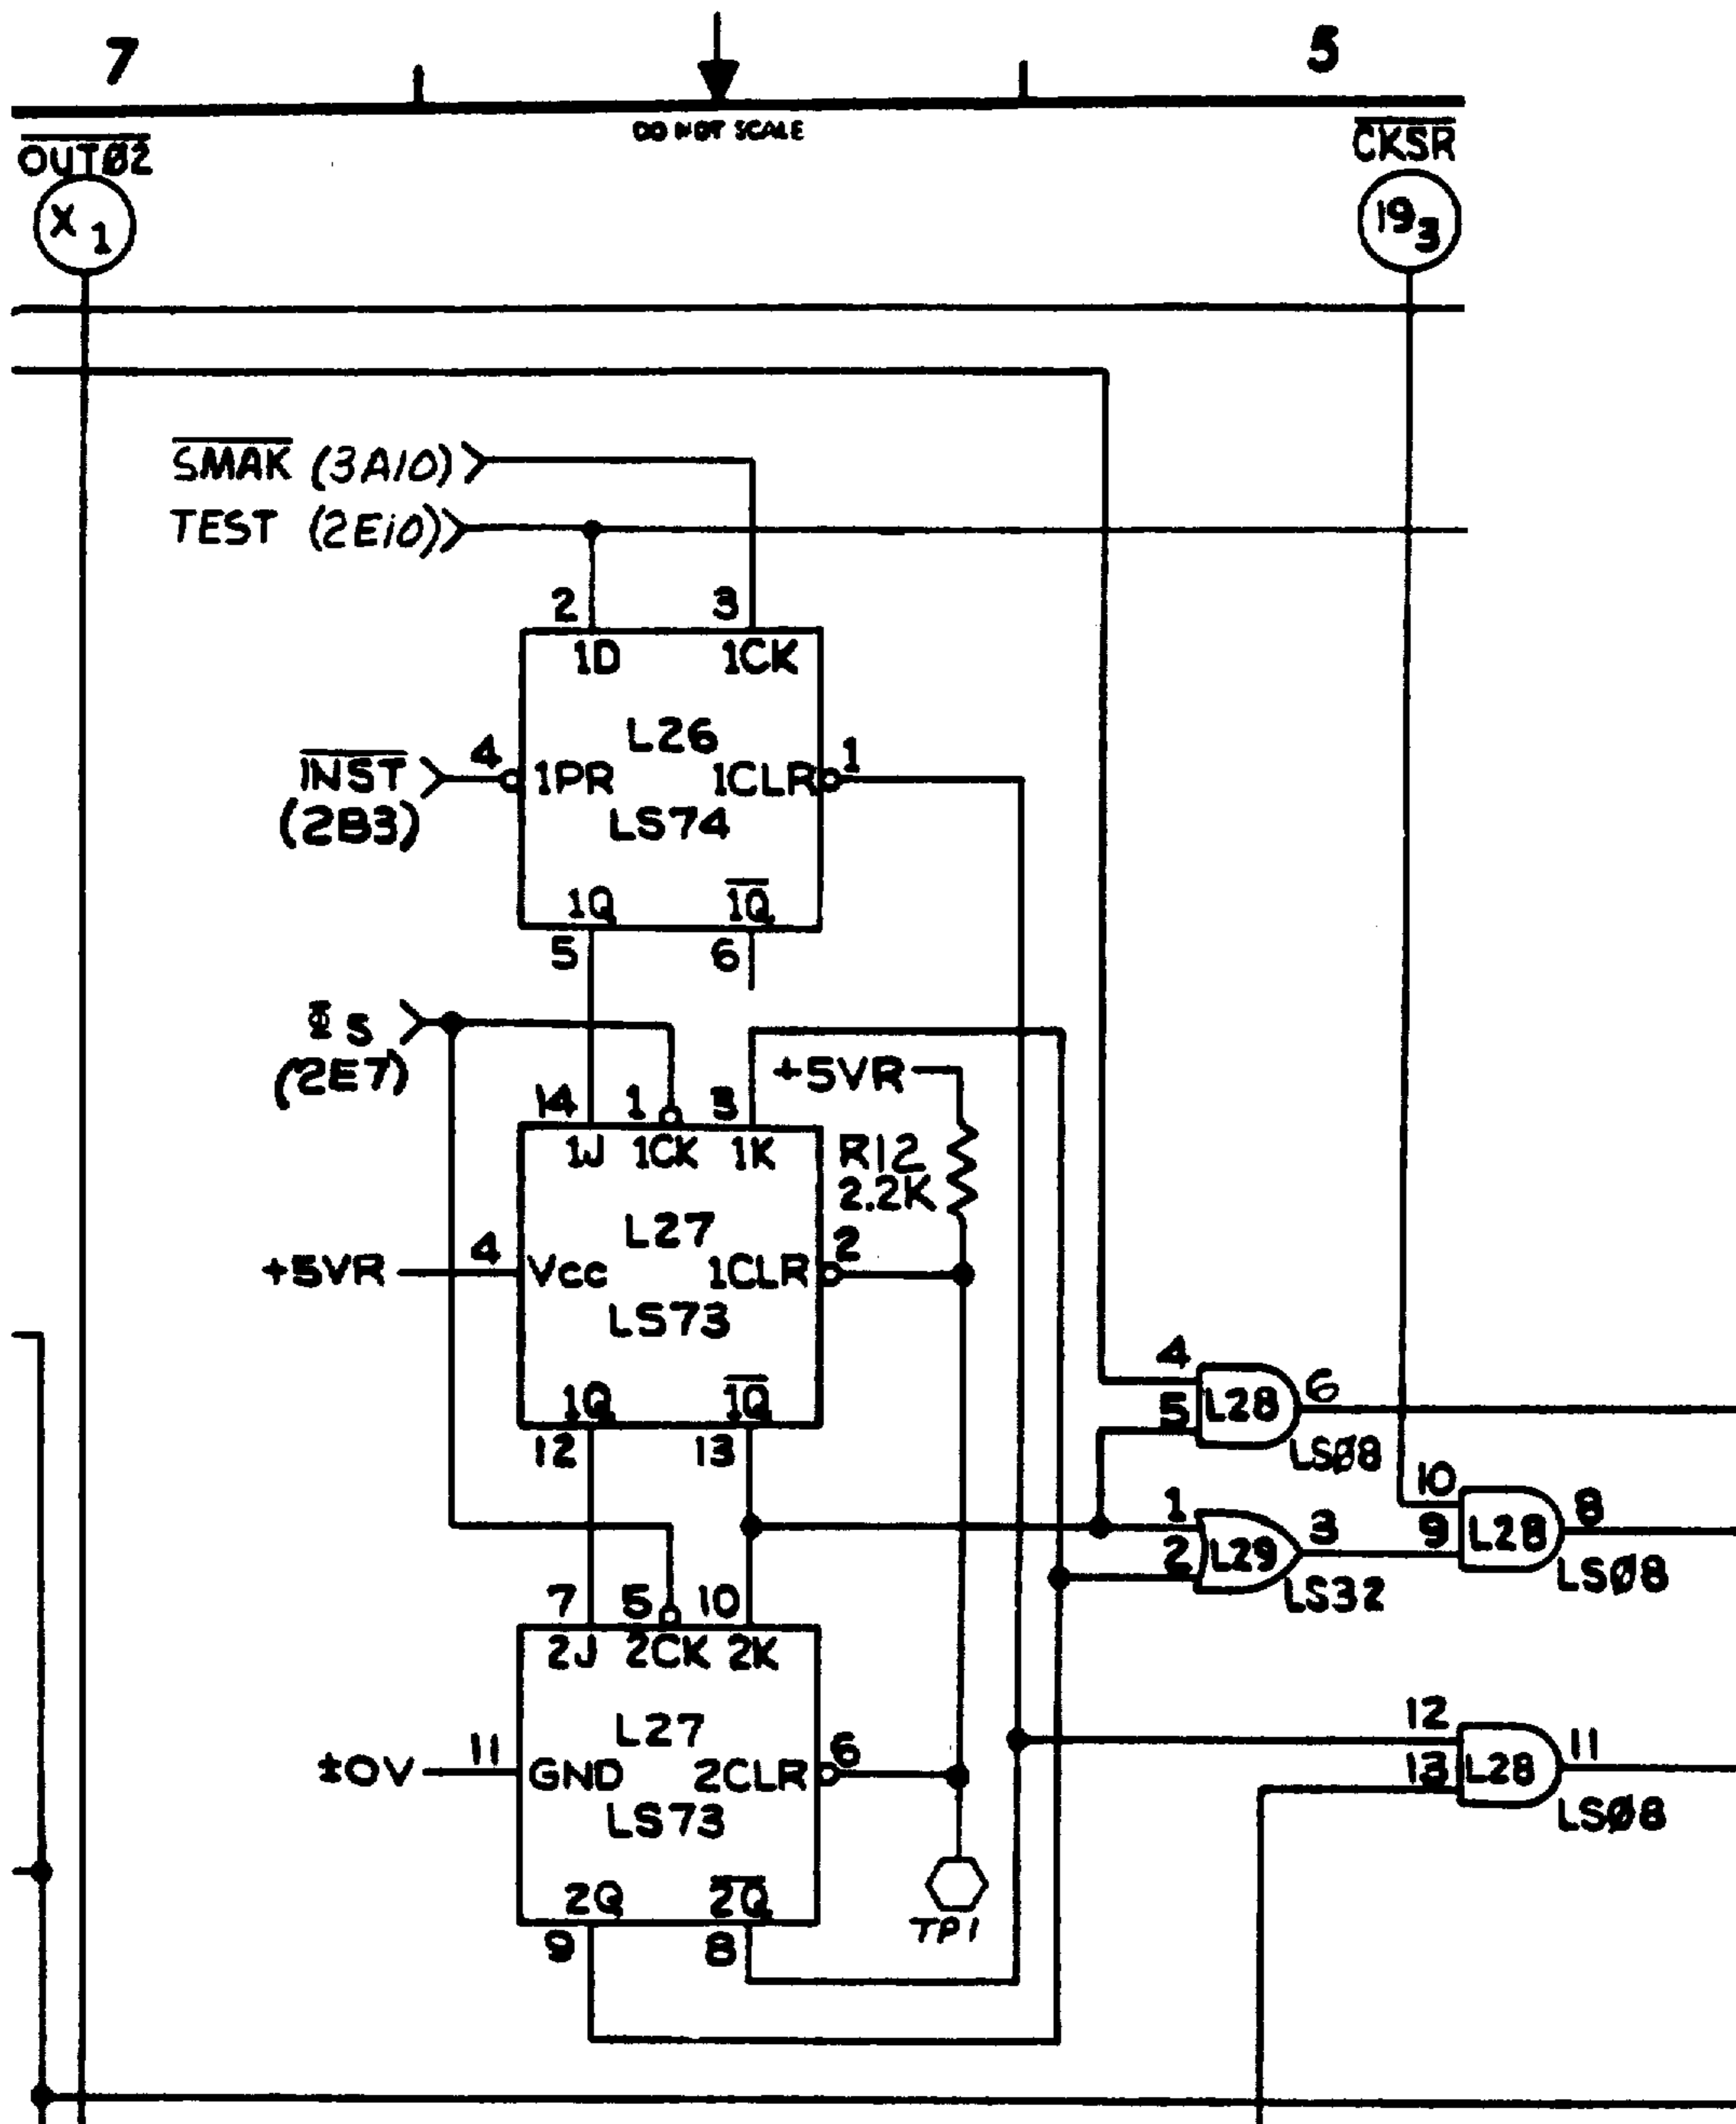 7
5
DO NOT SCALE
OUTØ2
CKSR
X 1
19 3
SMAK (3A10)
TEST (2E10)
2
3
1D
1CK
L26
4
1PR
1CLR
1
INST
(2B3)
LS74
1Q
1Q
5
6
Φ S
(2E7)
+5VR
14
1
3
1J
1CK
1K
R12
2.2K
L27
+5VR
4
Vcc
1CLR
2
LS73
4
5
L28
6
LSØ8
1Q
1Q
12
13
10
9
L28
8
LSØ8
1
2
L29
3
LS32
7
5
10
2J
2CK
2K
L27
±0V
11
GND
2CLR
6
LS73
12
13
L28
11
LSØ8
2Q
2Q
9
8
TP1